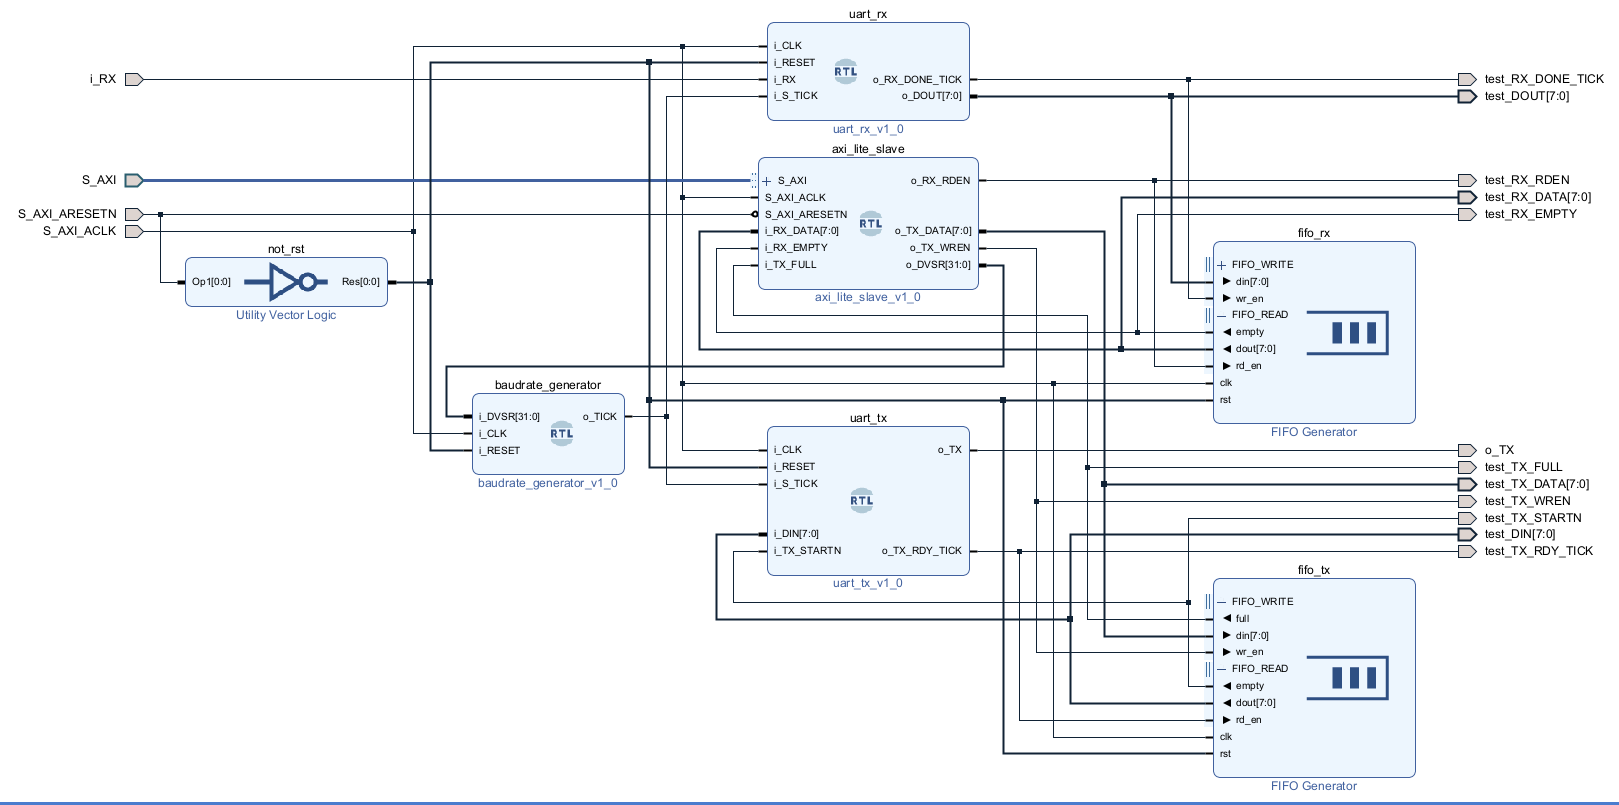 uart_rx
i_CLK
i_RESET
i_RX
i_S_TICK
RTL
o_RX_DONE_TICK
o_DOUT[7:0]
uart_rx_v1_0
i_RX
test_RX_DONE_TICK
test_DOUT[7:0]
axi_lite_slave
S_AXI
S_AXI_ACLK
S_AXI_ARESETN
i_RX_DATA[7:0]
i_RX_EMPTY
i_TX_FULL
RTL
o_RX_RDEN
o_TX_DATA[7:0]
o_TX_WREN
o_DVSR[31:0]
axi_lite_slave_v1_0
S_AXI
S_AXI_ARESETN
S_AXI_ACLK
test_RX_RDEN
test_RX_DATA[7:0]
test_RX_EMPTY
not_rst
Op1[0:0]
Res[0:0]
Utility Vector Logic
fifo_rx
FIFO_WRITE
din[7:0]
wr_en
FIFO_READ
empty
dout[7:0]
rd_en
clk
rst
FIFO Generator
baudrate_generator
i_DVSR[31:0]
i_CLK
i_RESET
RTL
o_TICK
baudrate_generator_v1_0
uart_tx
i_CLK
i_RESET
i_S_TICK
i_DIN[7:0]
i_TX_STARTN
RTL
o_TX
o_TX_RDY_TICK
uart_tx_v1_0
o_TX
test_TX_FULL
test_TX_DATA[7:0]
test_TX_WREN
test_TX_STARTN
test_DIN[7:0]
test_TX_RDY_TICK
fifo_tx
FIFO_WRITE
full
din[7:0]
wr_en
FIFO_READ
empty
dout[7:0]
rd_en
clk
rst
FIFO Generator